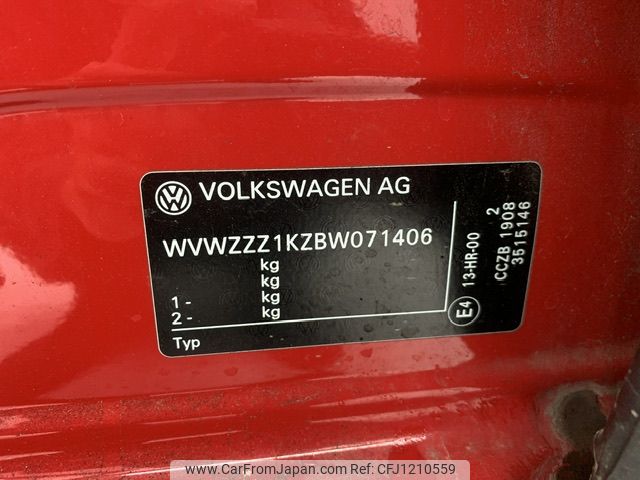 VOLKSWAGEN AG
WVWZZZ1KZBW071406
kg
kg
1 - kg
2 - kg
Typ
E4 13-HR-00
2
CCZB 1908
3515146
www.CarFromJapan.com Ref No. CFJ1210559